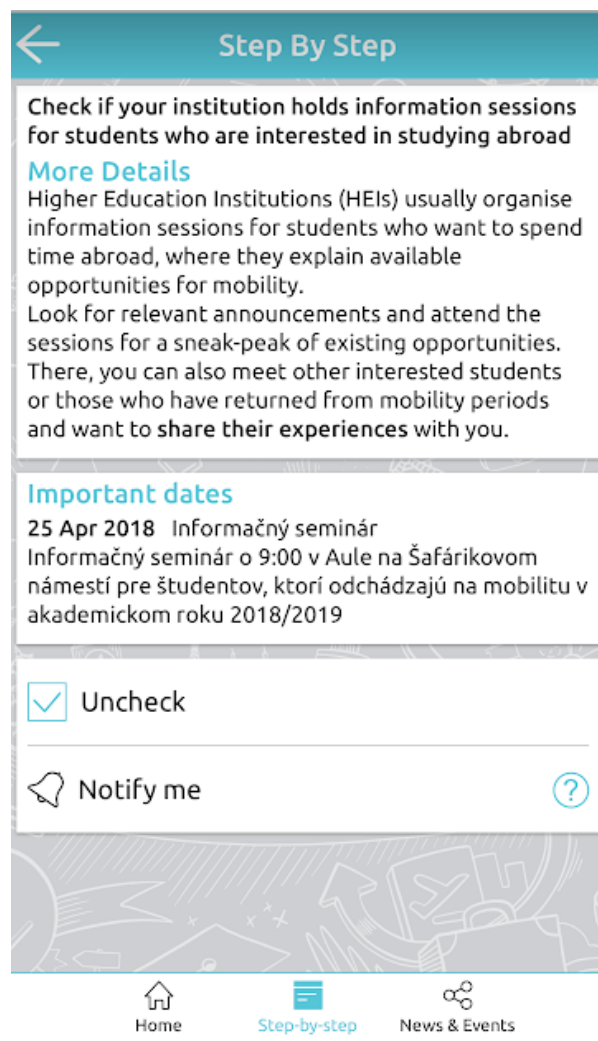 Step By Step
Check if your institution holds information sessions
for students who are interested in studying abroad
More Details
Higher Education Institutions (HEIs) usually organise
information sessions for students who want to spend
time abroad, where they explain available
opportunities for mobility.
Look for relevant announcements and attend the
sessions for a sneak-peak of existing opportunities.
There, you can also meet other interested students
or those who have returned from mobility periods
and want to share their experiences with you.
Important dates
25 Apr 2018 Informačný seminár
Informačný seminár o 9:00 v Aule na Šafárikovom
námestí pre študentov, ktorí odchádzajú na mobilitu v
akademickom roku 2018/2019
Uncheck
Notify me ?
Home Step-by-step News & Events